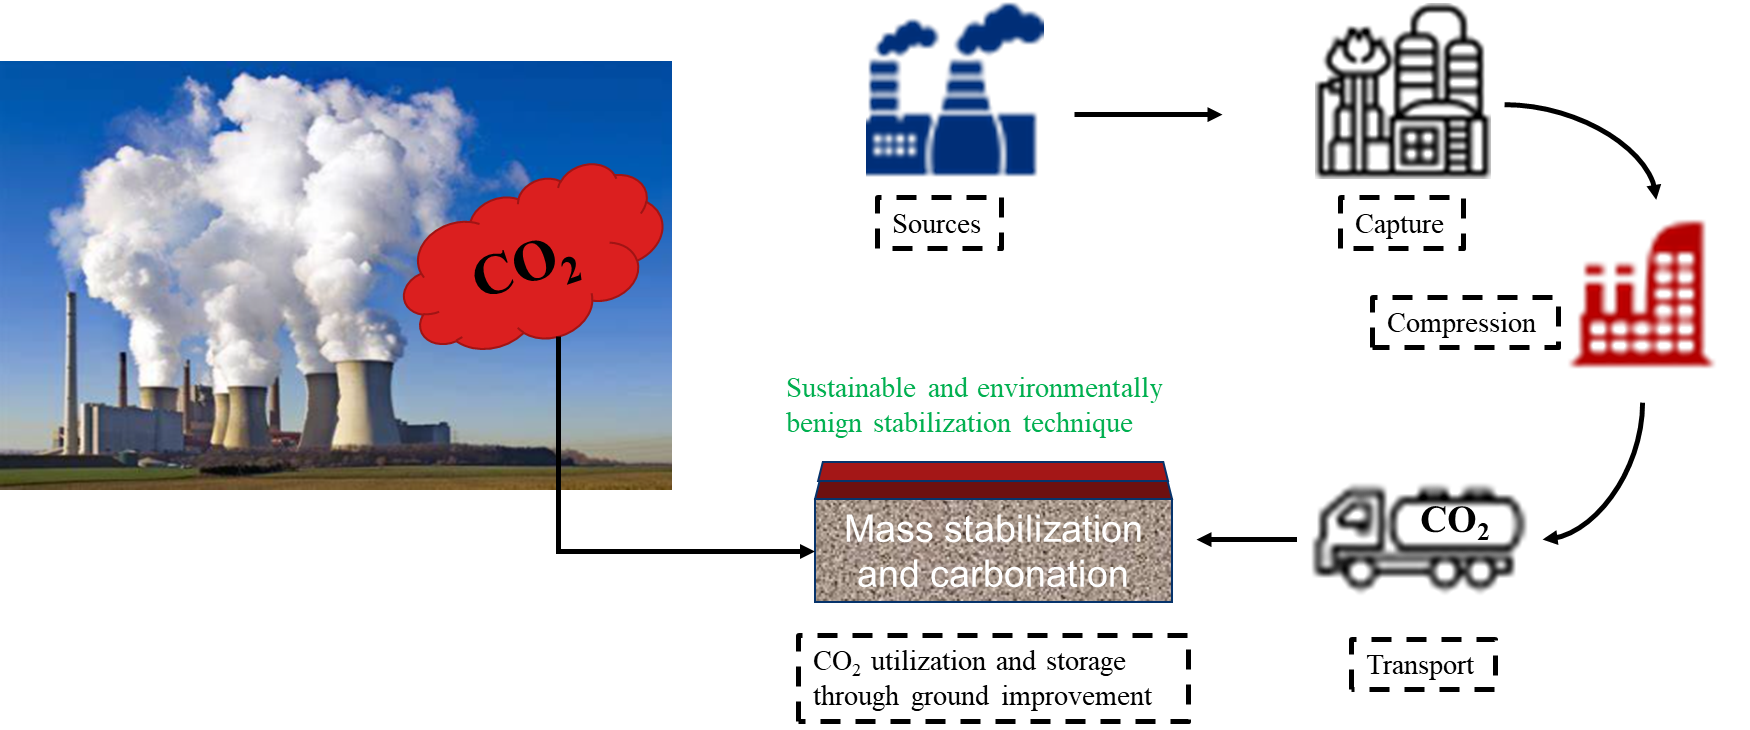 CO₂
Sources
Capture
Compression
Sustainable and environmentally
benign stabilization technique
Mass stabilization
and carbonation
CO₂
CO₂ utilization and storage
through ground improvement
Transport